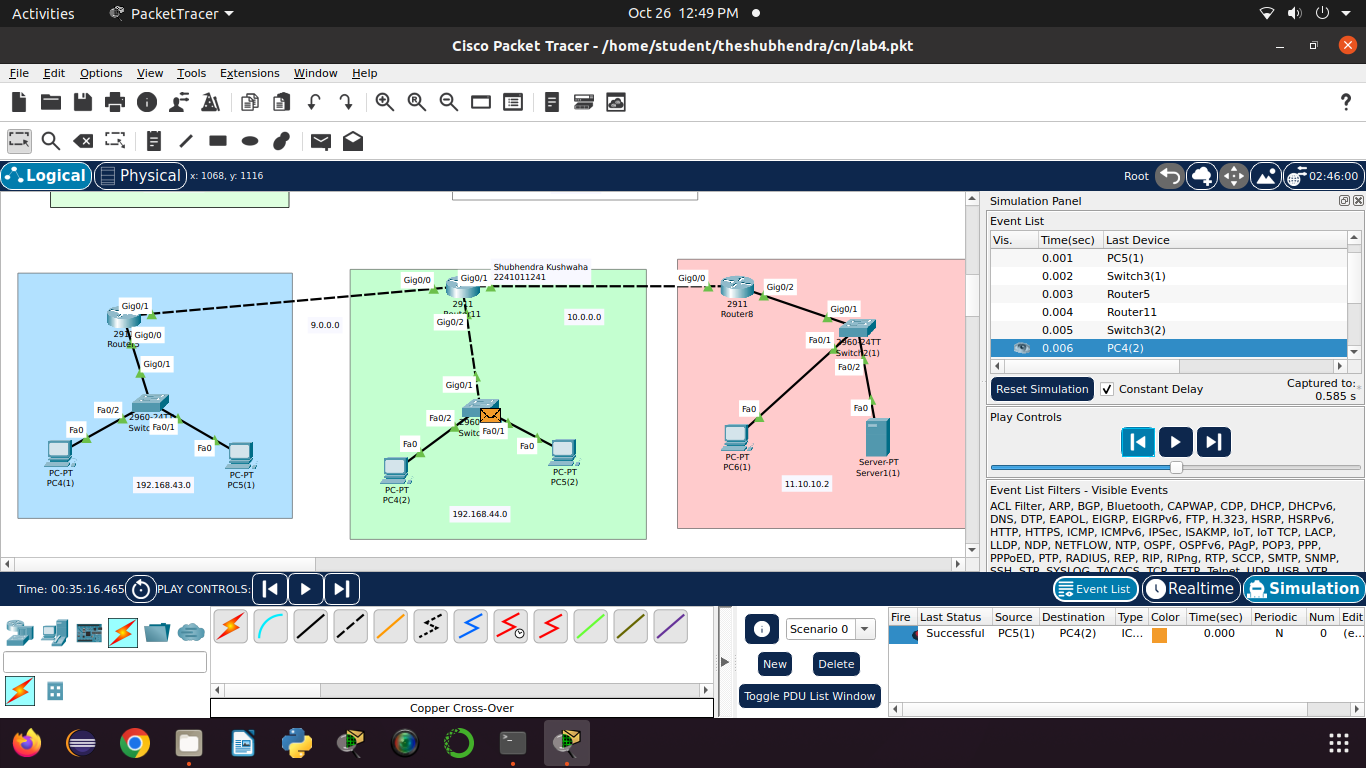 Activities PacketTracer Oct 26 12:49 PM
Cisco Packet Tracer - /home/student/theshubhendra/cn/lab4.pkt
File Edit Options View Tools Extensions Window Help
Logical Physical x: 1068, y: 1116 Root 02:46:00
Simulation Panel
Event List
Vis. Time(sec) Last Device
0.001 PC5(1)
0.002 Switch3(1)
0.003 Router5
0.004 Router11
0.005 Switch3(2)
0.006 PC4(2)
Reset Simulation Constant Delay Captured to:
0.585 s
Play Controls
Event List Filters - Visible Events
ACL Filter, ARP, BGP, Bluetooth, CAPWAP, CDP, DHCP, DHCPv6,
DNS, DTP, EAPOL, EIGRP, EIGRPv6, FTP, H.323, HSRP, HSRPv6,
HTTP, HTTPS, ICMP, ICMPv6, IPSec, ISAKMP, IoT, IoT TCP, LACP,
LLDP, NDP, NETFLOW, NTP, OSPF, OSPFv6, PAgP, POP3, PPP,
PPPoED, PTP, RADIUS, REP, RIP, RIPng, RTP, SCCP, SMTP, SNMP,
SSH, STP, SYSLOG, TACACS, TCP, TFTP, Telnet, UDP, USB, VTP
Gig0/1
2911
Gig0/0
Gig0/1
Fa0/2
2960-24TT
Fa0/1
Fa0
Fa0
PC-PT
PC4(1)
PC-PT
PC5(1)
192.168.43.0
9.0.0.0
Shubhendra Kushwaha
2241011241
Gig0/0
Gig0/1
2911
Router11
Gig0/2
10.0.0.0
Gig0/1
Fa0/2
Fa0/1
Fa0
Fa0
PC-PT
PC4(2)
PC-PT
PC5(2)
192.168.44.0
Gig0/0
2911
Router8
Gig0/2
Gig0/1
2960-24TT
Switch2(1)
Fa0/1
Fa0/2
Fa0
Fa0
PC-PT
PC6(1)
Server-PT
Server1(1)
11.10.10.2
Time: 00:35:16.465 PLAY CONTROLS: Event List Realtime Simulation
Scenario 0
New Delete
Toggle PDU List Window
Fire Last Status Source Destination Type Color Time(sec) Periodic Num Edit
Successful PC5(1) PC4(2) IC... 0.000 N 0 (e...
Copper Cross-Over